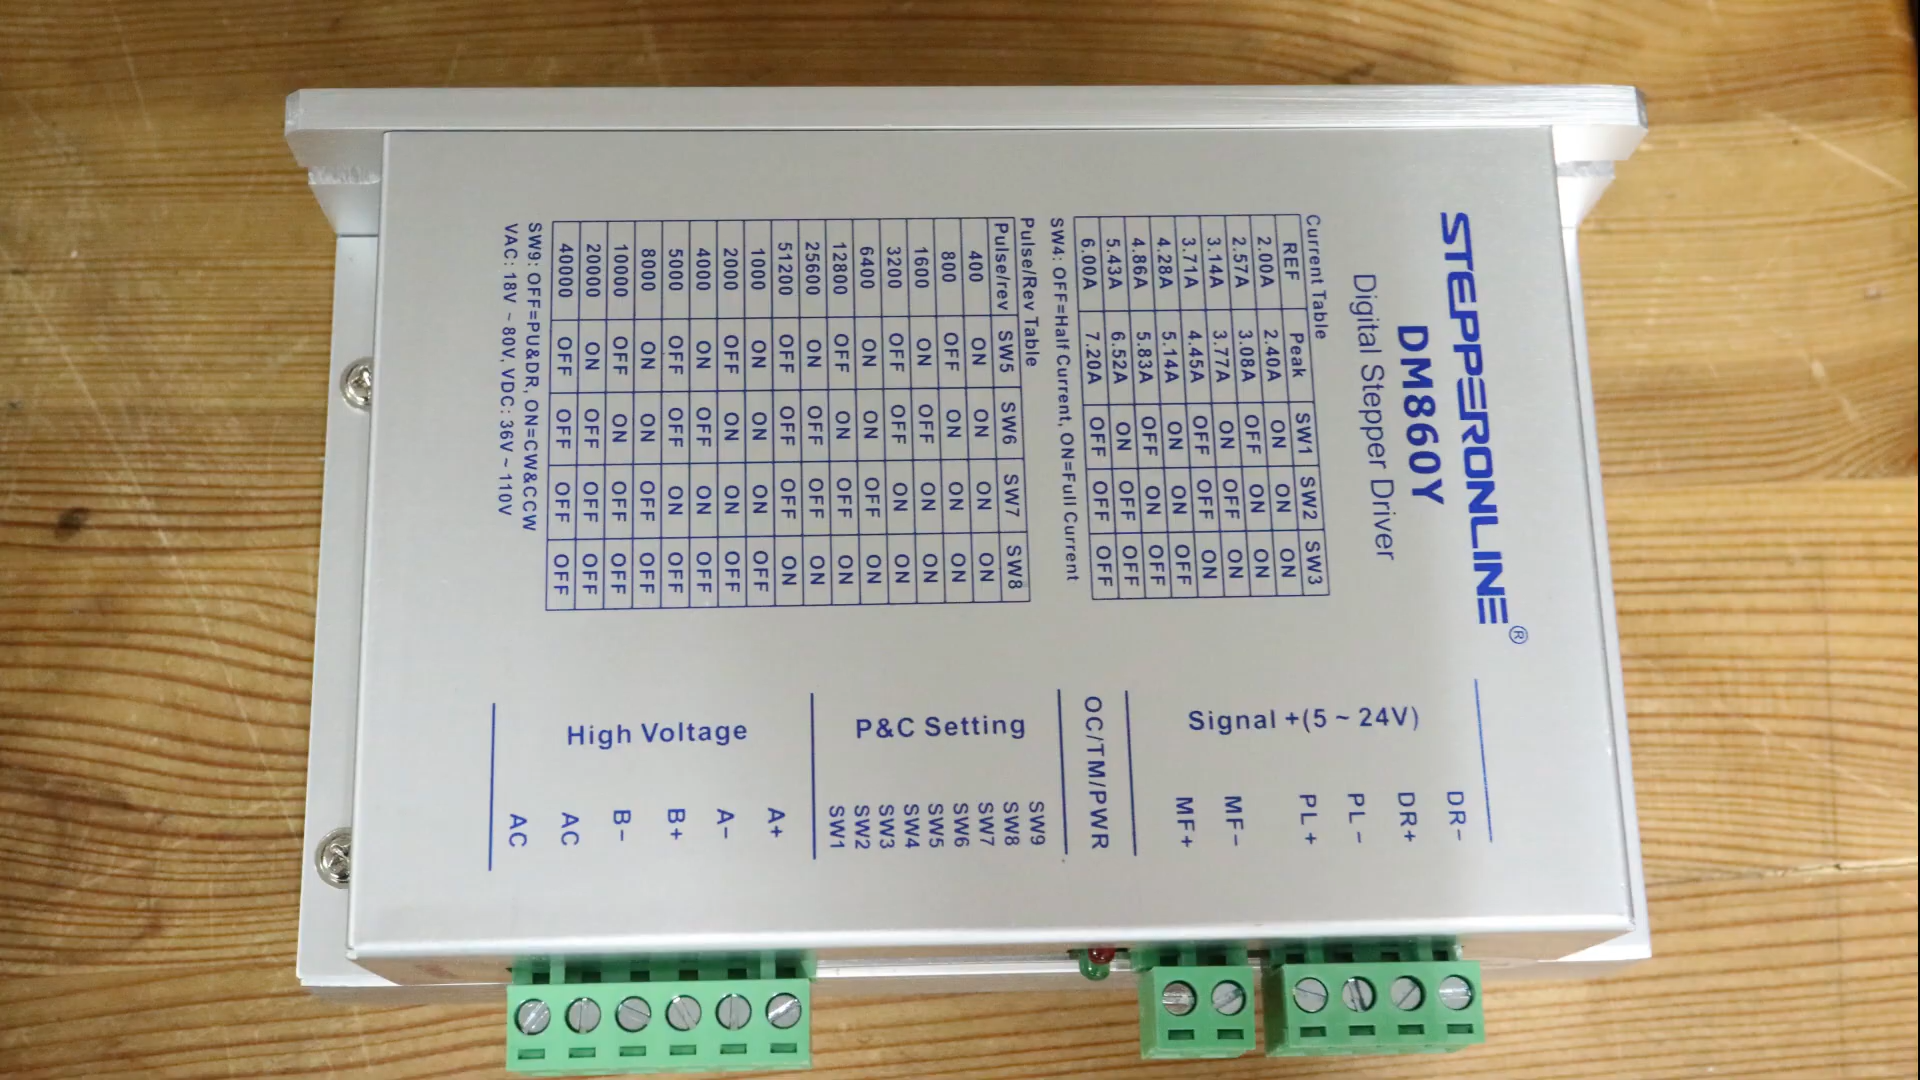 STEPPERONLINE®
DM860Y
Digital Stepper Driver
Current Table
REF Peak SW1 SW2 SW3
2.00A 2.40A ON ON ON
2.57A 3.08A OFF ON ON
3.14A 3.77A ON OFF ON
3.71A 4.45A OFF OFF ON
4.28A 5.14A ON ON OFF
4.86A 5.83A OFF ON OFF
5.43A 6.52A ON OFF OFF
6.00A 7.20A OFF OFF OFF
SW4: OFF=Half Current, ON=Full Current
Pulse/Rev Table
Pulse/rev SW5 SW6 SW7 SW8
400 ON ON ON ON
800 OFF ON ON ON
1600 ON OFF ON ON
3200 OFF OFF ON ON
6400 ON ON OFF ON
12800 OFF ON OFF ON
25600 ON OFF OFF ON
51200 OFF OFF OFF ON
1000 ON ON ON OFF
2000 OFF ON ON OFF
4000 ON OFF ON OFF
5000 OFF OFF ON OFF
8000 ON ON OFF OFF
10000 OFF ON OFF OFF
20000 ON OFF OFF OFF
40000 OFF OFF OFF OFF
SW9: OFF=PU&DR, ON=CW&CCW
VAC: 18V ~ 80V, VDC: 36V ~ 110V
Signal +(5 ~ 24V)
DR-
DR+
PL-
PL+
MF-
MF+
OC/TM/PWR
P&C Setting
SW9
SW8
SW7
SW6
SW5
SW4
SW3
SW2
SW1
High Voltage
A+
A-
B+
B-
AC
AC